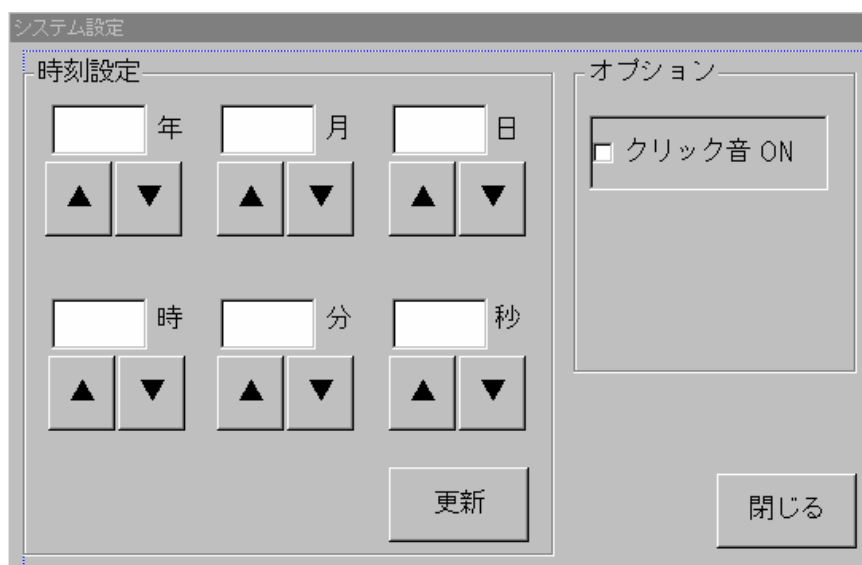 システム設定
時刻設定
年 月 日
▲ ▼ ▲ ▼ ▲ ▼
時 分 秒
▲ ▼ ▲ ▼ ▲ ▼
更新
オプション
クリック音 ON
閉じる